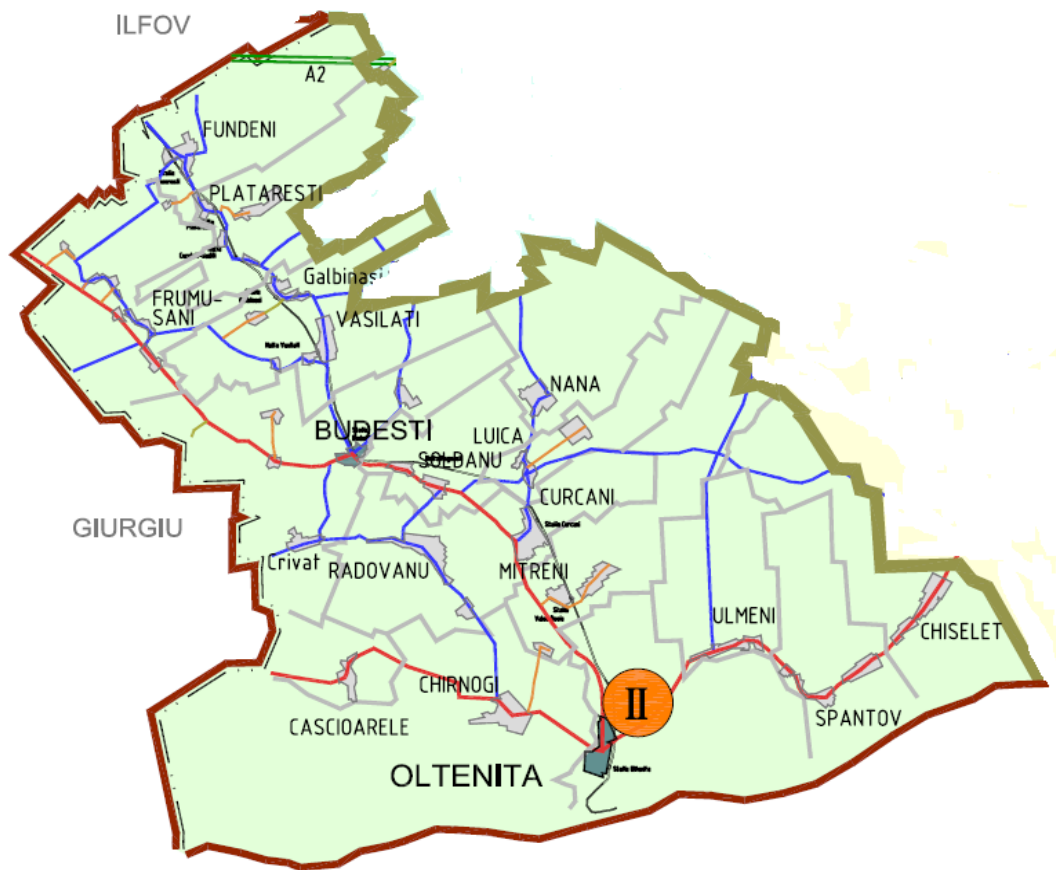 ILFOV
A2
FUNDENI
PLATARESTI
Galbinasi
FRUMU-
SANI
VASILATI
NANA
BUDESTI
LUICA
SOLDANU
CURCANI
GIURGIU
Crivat
RADOVANU
MITRENI
ULMENI
CHISELET
CHIRNOGI
II
CASCIOARELE
SPANTOV
OLTENITA